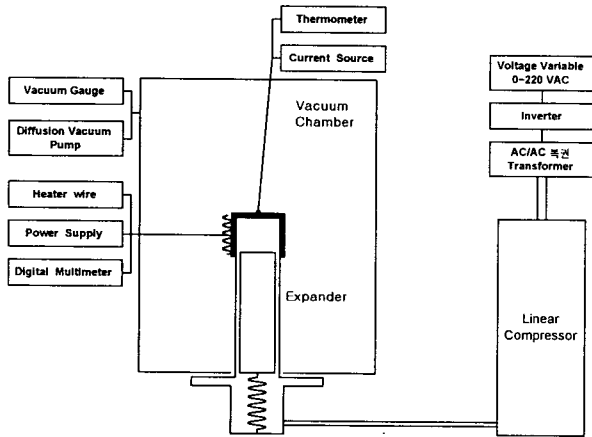 Thermometer
Current Source
Voltage Variable
0~220 VAC
Inverter
AC/AC 복권
Transformer
Vacuum Gauge
Diffusion Vacuum
Pump
Vacuum
Chamber
Heater wire
Power Supply
Digital Multimeter
Expander
Linear
Compressor